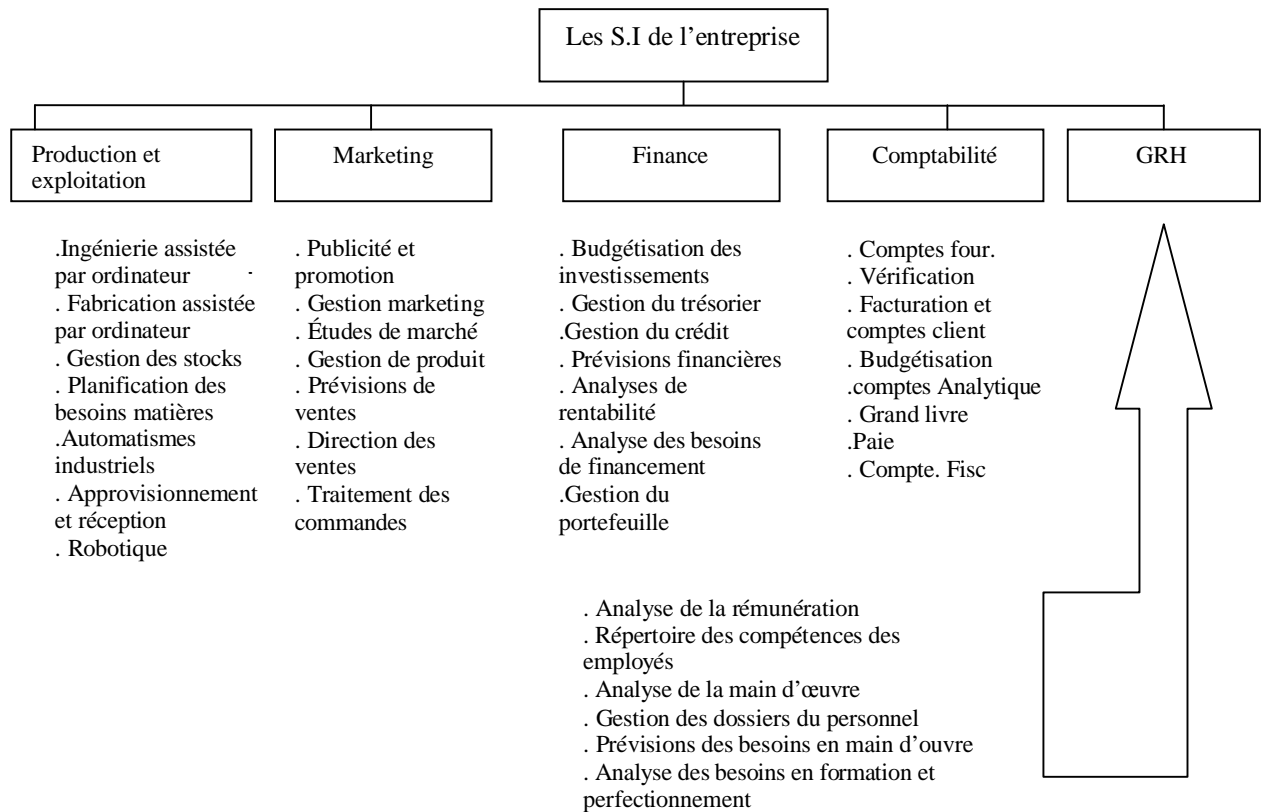 Les S.I de l’entreprise
Production et
exploitation
Marketing
Finance
Comptabilité
GRH
.Ingénierie assistée
par ordinateur
. Fabrication assistée
par ordinateur
. Gestion des stocks
. Planification des
besoins matières
.Automatismes
industriels
. Approvisionnement
et réception
. Robotique
. Publicité et
promotion
. Gestion marketing
. Études de marché
. Gestion de produit
. Prévisions de
ventes
. Direction des
ventes
. Traitement des
commandes
. Budgétisation des
investissements
. Gestion du trésorier
.Gestion du crédit
. Prévisions financières
. Analyses de
rentabilité
. Analyse des besoins
de financement
.Gestion du
portefeuille
. Comptes four.
. Vérification
. Facturation et
comptes client
. Budgétisation
.comptes Analytique
. Grand livre
.Paie
. Compte. Fisc
. Analyse de la rémunération
. Répertoire des compétences des
employés
. Analyse de la main d’œuvre
. Gestion des dossiers du personnel
. Prévisions des besoins en main d’ouvre
. Analyse des besoins en formation et
perfectionnement